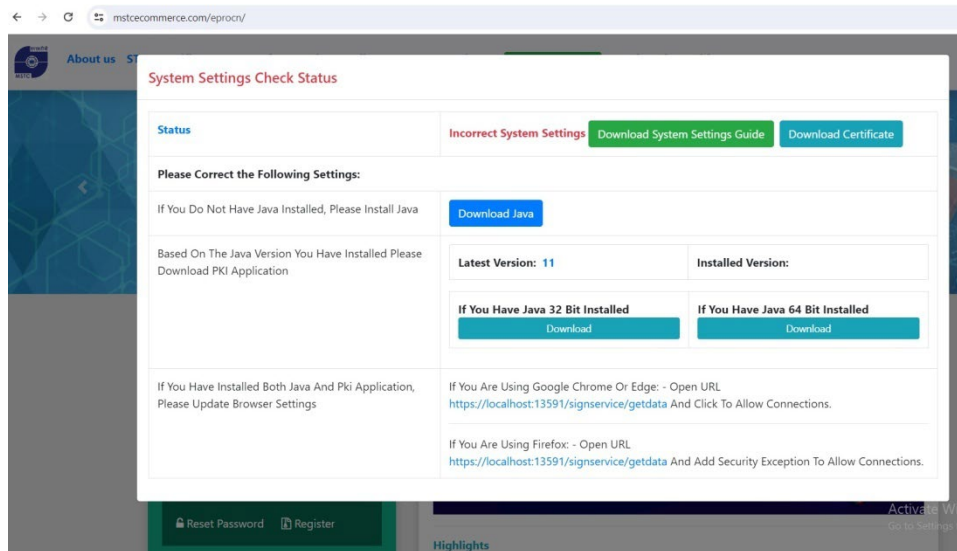 mstcecommerce.com/eprocn/
MSTC
About us
System Settings Check Status
Status
Incorrect System Settings Download System Settings Guide Download Certificate
Please Correct the Following Settings:
If You Do Not Have Java Installed, Please Install Java
Download Java
Based On The Java Version You Have Installed Please
Download PKI Application
Latest Version: 11 Installed Version:
If You Have Java 32 Bit Installed If You Have Java 64 Bit Installed
Download Download
If You Have Installed Both Java And Pki Application,
Please Update Browser Settings
If You Are Using Google Chrome Or Edge: - Open URL
https://localhost:13591/signservice/getdata And Click To Allow Connections.
If You Are Using Firefox: - Open URL
https://localhost:13591/signservice/getdata And Add Security Exception To Allow Connections.
Reset Password Register
Highlights
Activate W
Go to Settings